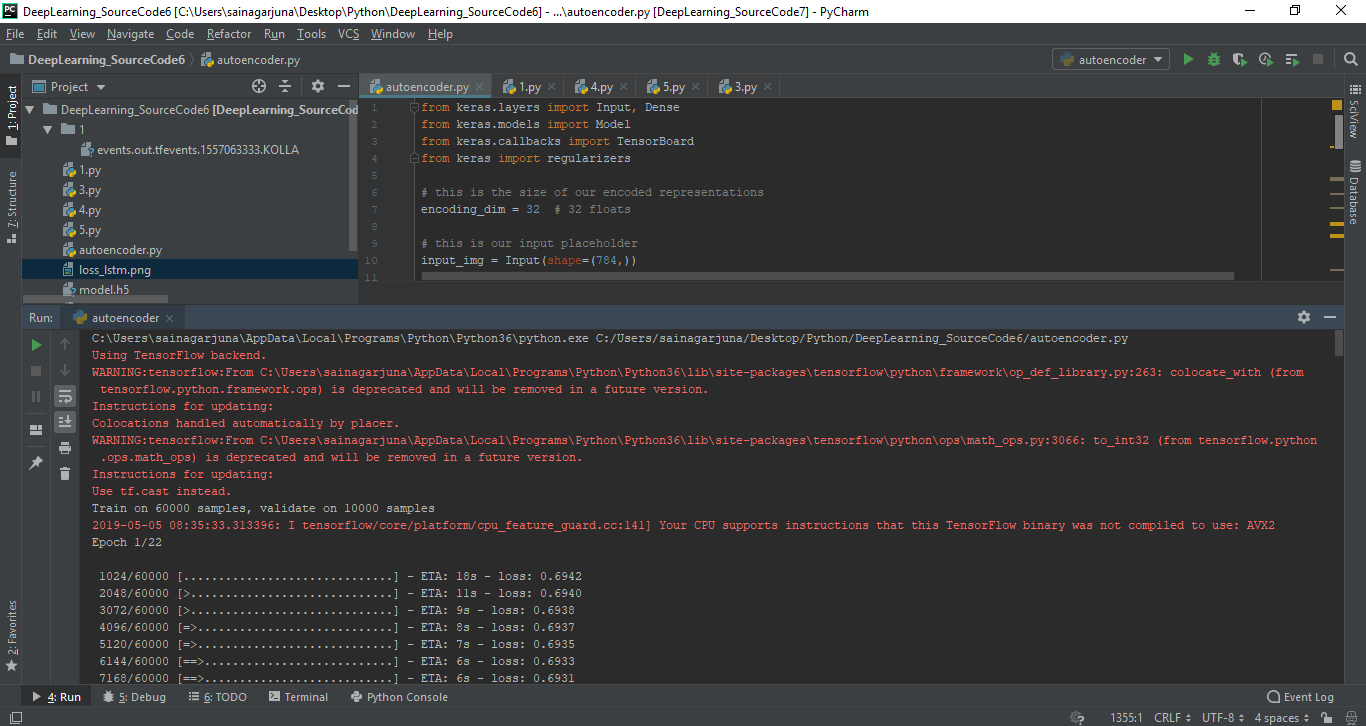 DeepLearning_SourceCode6 [C:\Users\sainagarjuna\Desktop\Python\DeepLearning_SourceCode6] - ...\autoencoder.py [DeepLearning_SourceCode7] - PyCharm
File Edit View Navigate Code Refactor Run Tools VCS Window Help
DeepLearning_SourceCode6 autoencoder.py autoencoder
Project autoencoder.py 1.py 4.py 5.py 3.py
1: Project
7: Structure
2: Favorites
DeepLearning_SourceCode6 [DeepLearning_SourceCod
1
events.out.tfevents.1557063333.KOLLA
1.py
3.py
4.py
5.py
autoencoder.py
loss_lstm.png
model.h5
1 from keras.layers import Input, Dense
2 from keras.models import Model
3 from keras.callbacks import TensorBoard
4 from keras import regularizers
5
6 # this is the size of our encoded representations
7 encoding_dim = 32  # 32 floats
8
9 # this is our input placeholder
10 input_img = Input(shape=(784,))
11
SciView
Database
Run: autoencoder
C:\Users\sainagarjuna\AppData\Local\Programs\Python\Python36\python.exe C:/Users/sainagarjuna/Desktop/Python/DeepLearning_SourceCode6/autoencoder.py
Using TensorFlow backend.
WARNING:tensorflow:From C:\Users\sainagarjuna\AppData\Local\Programs\Python\Python36\lib\site-packages\tensorflow\python\framework\op_def_library.py:263: colocate_with (from
tensorflow.python.framework.ops) is deprecated and will be removed in a future version.
Instructions for updating:
Colocations handled automatically by placer.
WARNING:tensorflow:From C:\Users\sainagarjuna\AppData\Local\Programs\Python\Python36\lib\site-packages\tensorflow\python\ops\math_ops.py:3066: to_int32 (from tensorflow.python
.ops.math_ops) is deprecated and will be removed in a future version.
Instructions for updating:
Use tf.cast instead.
Train on 60000 samples, validate on 10000 samples
2019-05-05 08:35:33.313396: I tensorflow/core/platform/cpu_feature_guard.cc:141] Your CPU supports instructions that this TensorFlow binary was not compiled to use: AVX2
Epoch 1/22
1024/60000 [..............................] - ETA: 18s - loss: 0.6942
2048/60000 [>.............................] - ETA: 11s - loss: 0.6940
3072/60000 [>.............................] - ETA: 9s - loss: 0.6938
4096/60000 [=>............................] - ETA: 8s - loss: 0.6937
5120/60000 [=>............................] - ETA: 7s - loss: 0.6935
6144/60000 [==>...........................] - ETA: 6s - loss: 0.6933
7168/60000 [==>...........................] - ETA: 6s - loss: 0.6931
4: Run 5: Debug 6: TODO Terminal Python Console Event Log
1355:1 CRLF UTF-8 4 spaces